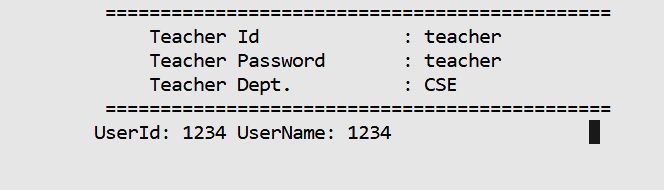 ==============================================
Teacher Id : teacher
Teacher Password : teacher
Teacher Dept. : CSE
==============================================
UserId: 1234 UserName: 1234